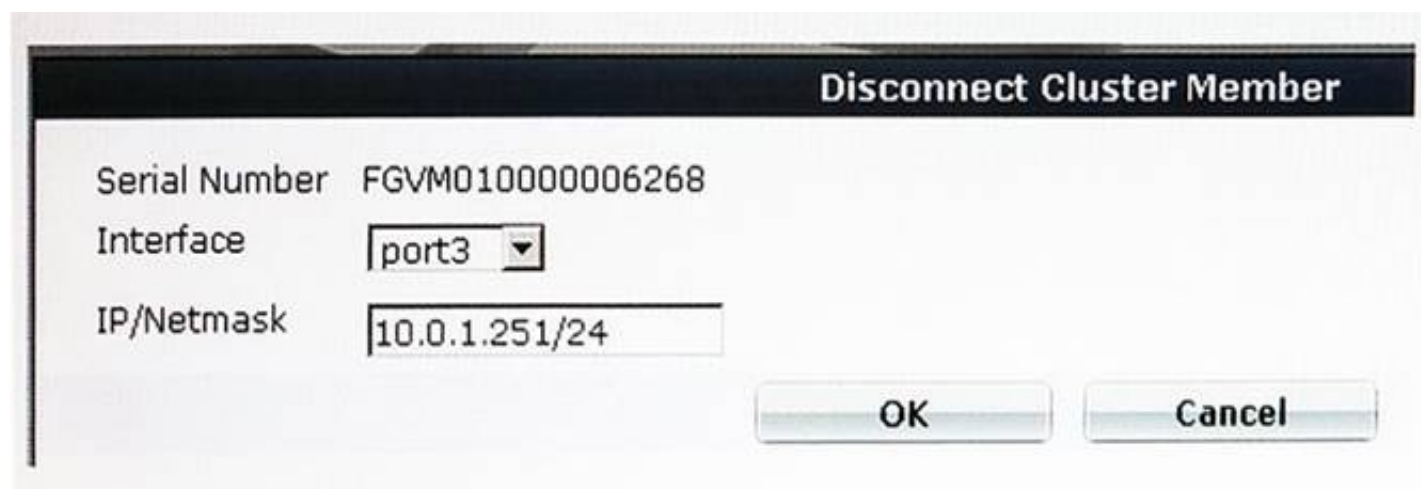 Disconnect Cluster Member
Serial Number FGVM010000006268
Interface port3
IP/Netmask 10.0.1.251/24
OK Cancel